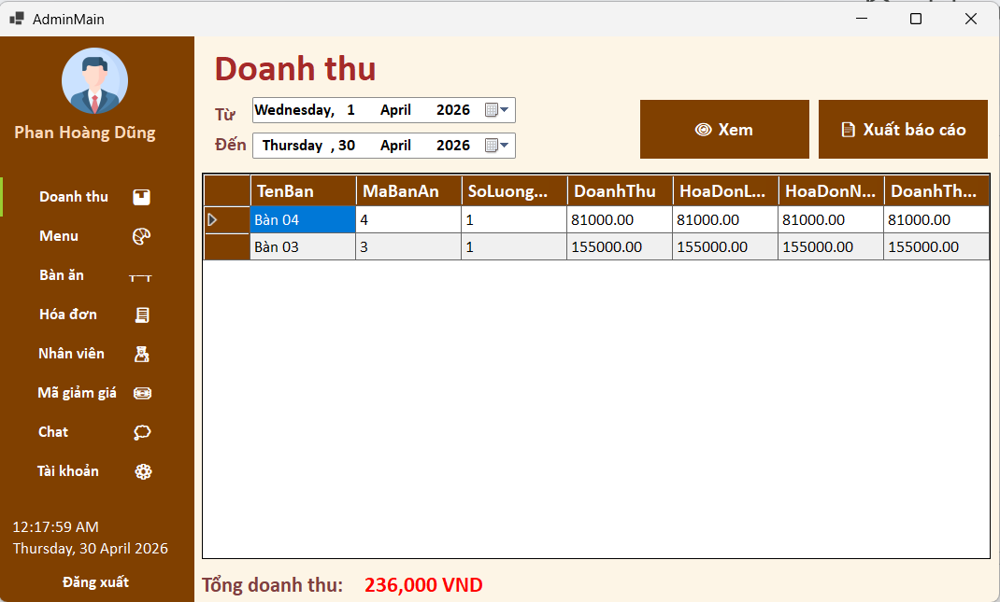 AdminMain
Phan Hoàng Dũng
Doanh thu
Menu
Bàn ăn
Hóa đơn
Nhân viên
Mã giảm giá
Chat
Tài khoản
12:17:59 AM
Thursday, 30 April 2026
Đăng xuất
Doanh thu
Từ Wednesday, 1 April 2026
Đến Thursday , 30 April 2026
Xem
Xuất báo cáo
TenBan MaBanAn SoLuong... DoanhThu HoaDonL... HoaDonN... DoanhTh...
Bàn 04 4 1 81000.00 81000.00 81000.00 81000.00
Bàn 03 3 1 155000.00 155000.00 155000.00 155000.00
Tổng doanh thu: 236,000 VND